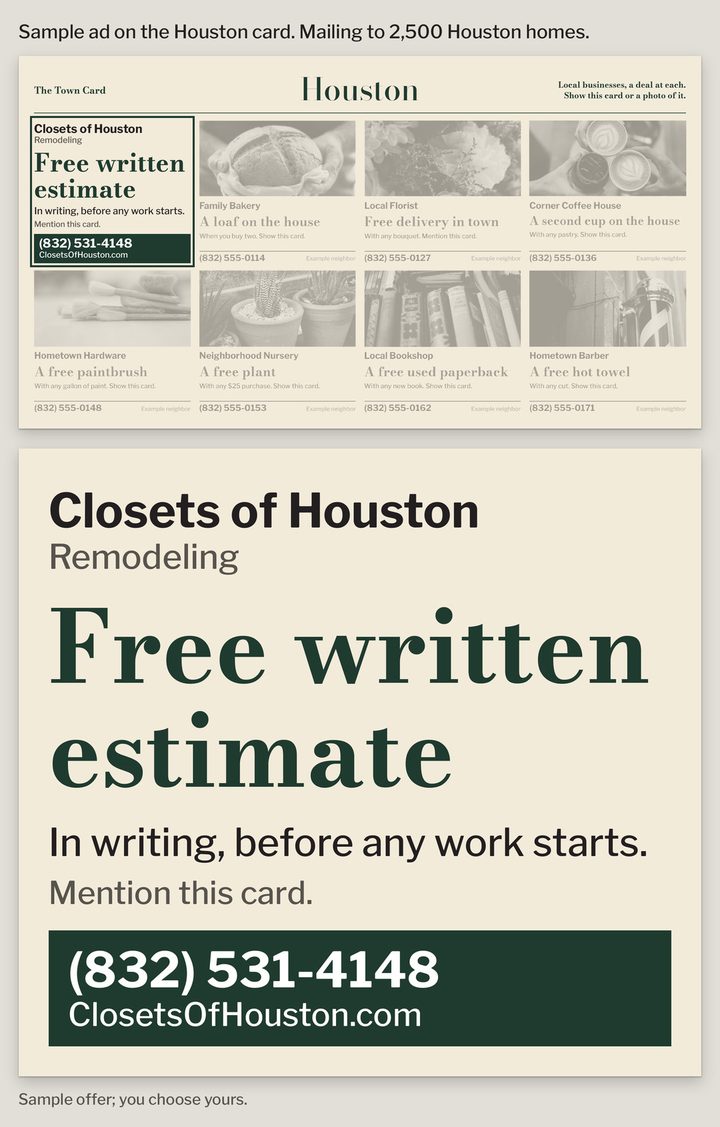 Sample ad on the Houston card. Mailing to 2,500 Houston homes.
The Town Card
Houston
Local businesses, a deal at each.
Show this card or a photo of it.
Closets of Houston
Remodeling
Free written
estimate
In writing, before any work starts.
Mention this card.
(832) 531-4148
ClosetsOfHouston.com
Family Bakery
A loaf on the house
When you buy two. Show this card.
(832) 555-0114
Example neighbor
Local Florist
Free delivery in town
With any bouquet. Mention this card.
(832) 555-0127
Example neighbor
Corner Coffee House
A second cup on the house
With any pastry. Show this card.
(832) 555-0136
Example neighbor
Hometown Hardware
A free paintbrush
With any gallon of paint. Show this card.
(832) 555-0148
Example neighbor
Neighborhood Nursery
A free plant
With any $25 purchase. Show this card.
(832) 555-0153
Example neighbor
Local Bookshop
A free used paperback
With any new book. Show this card.
(832) 555-0162
Example neighbor
Hometown Barber
A free hot towel
With any cut. Show this card.
(832) 555-0171
Example neighbor
Closets of Houston
Remodeling
Free written
estimate
In writing, before any work starts.
Mention this card.
(832) 531-4148
ClosetsOfHouston.com
Sample offer; you choose yours.